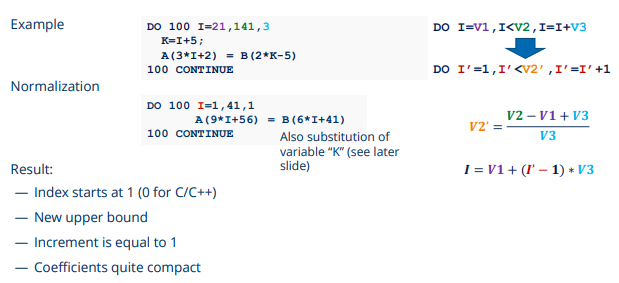 Example
DO 100 I=21,141,3
K=I+5;
A(3*I+2) = B(2*K-5)
100 CONTINUE
DO I=V1,I<V2,I=I+V3
DO I′=1,I′<V2′,I′=I′+1
Normalization
DO 100 I=1,41,1
A(9*I+56) = B(6*I+41)
100 CONTINUE
Also substitution of
variable “K” (see later
slide)
V2′ = (V2 − V1 + V3) / V3
I = V1 + (I′ − 1) * V3
Result:
— Index starts at 1 (0 for C/C++)
— New upper bound
— Increment is equal to 1
— Coefficients quite compact